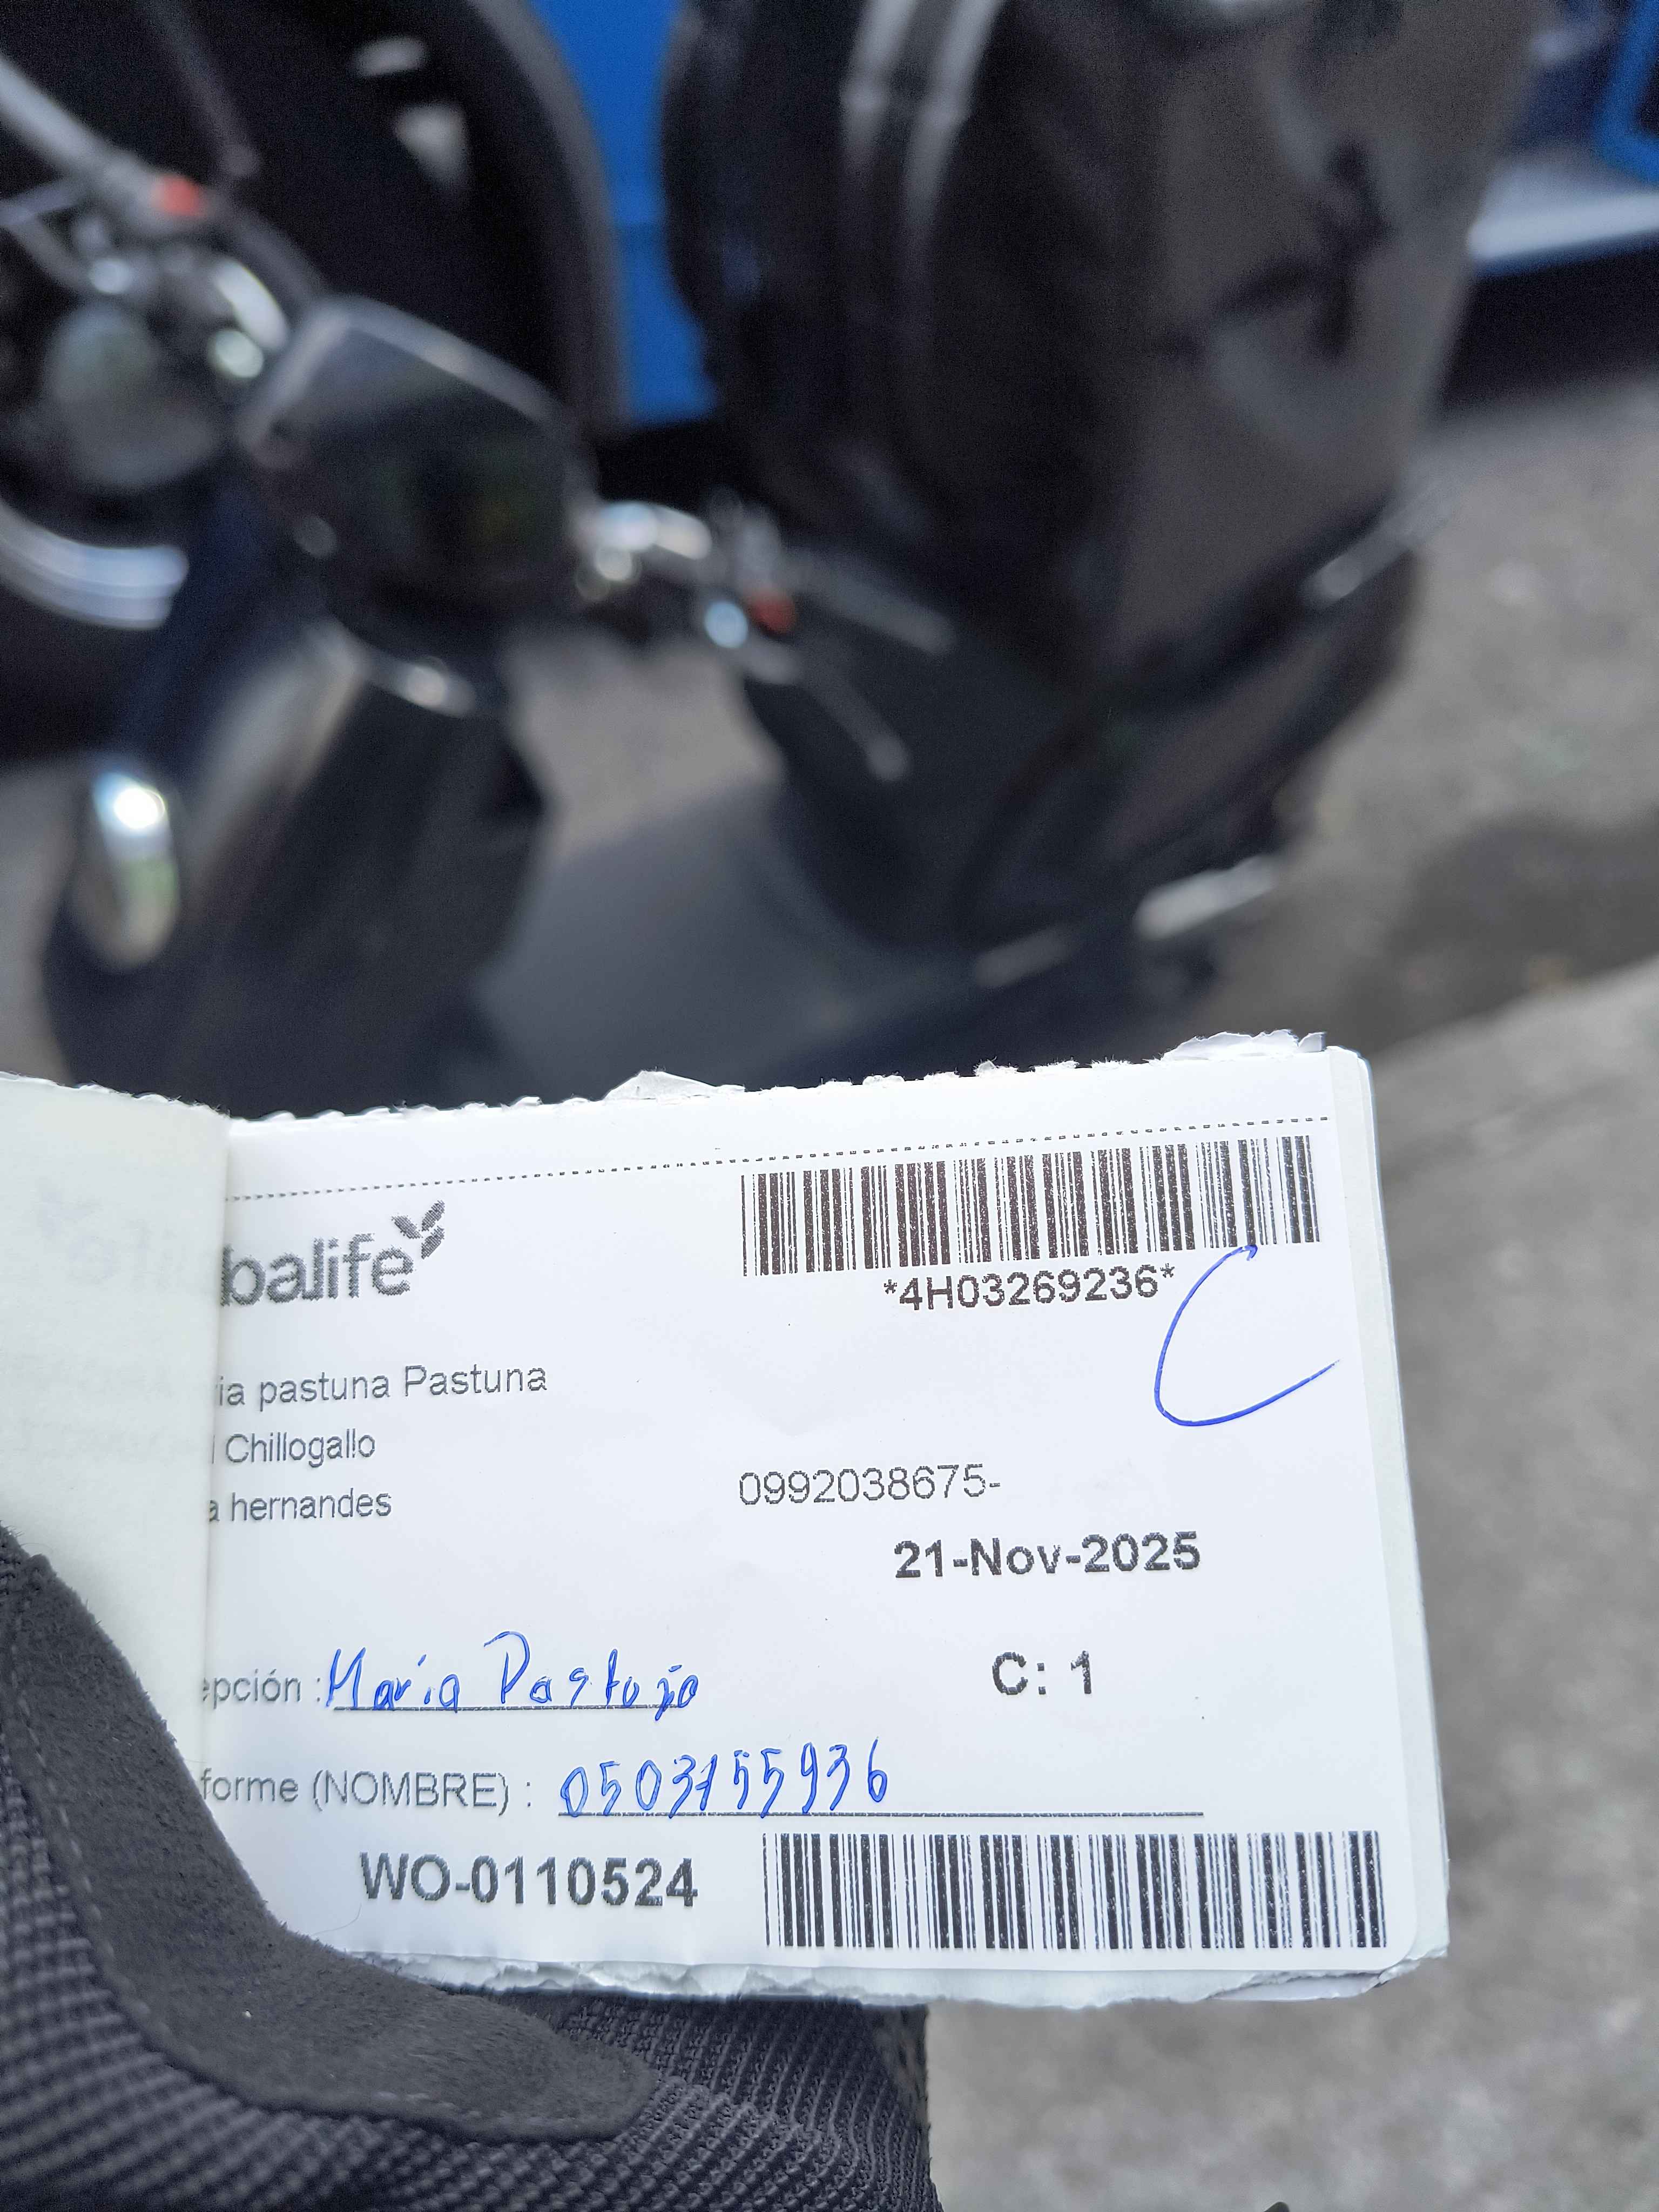 balife
*4H03269236*
C
ia pastuna Pastuna
Chillogallo
0992038675-
a hernandes
21-Nov-2025
epción : Maria Pastuña
C: 1
forme (NOMBRE) : 0503155936
WO-0110524